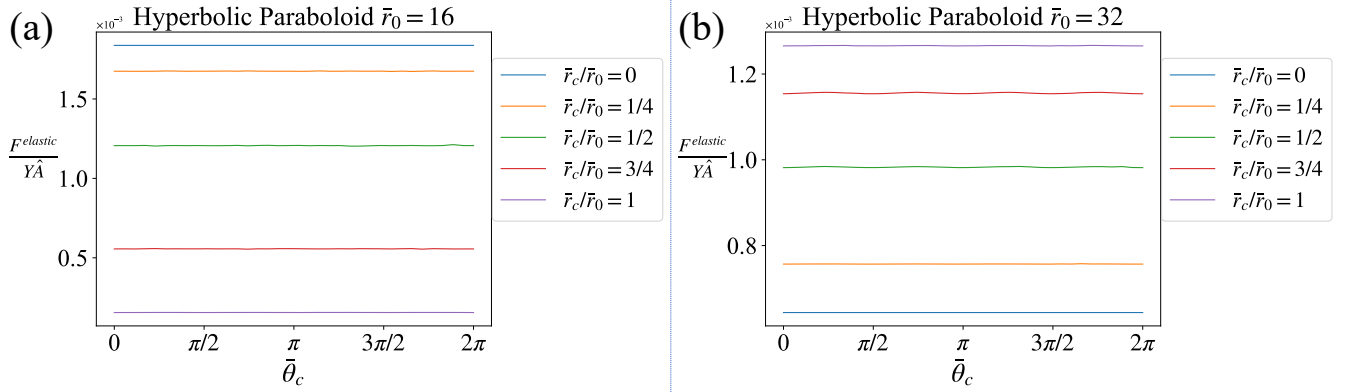 (a)
Hyperbolic Paraboloid r̄₀ = 16
×10⁻³
1.5
1.0
0.5
F^elastic
YÂ
0
π/2
π
3π/2
2π
θ̄_c
r̄_c/r̄₀ = 0
r̄_c/r̄₀ = 1/4
r̄_c/r̄₀ = 1/2
r̄_c/r̄₀ = 3/4
r̄_c/r̄₀ = 1
(b)
Hyperbolic Paraboloid r̄₀ = 32
×10⁻³
1.2
1.0
0.8
F^elastic
YÂ
0
π/2
π
3π/2
2π
θ̄_c
r̄_c/r̄₀ = 0
r̄_c/r̄₀ = 1/4
r̄_c/r̄₀ = 1/2
r̄_c/r̄₀ = 3/4
r̄_c/r̄₀ = 1